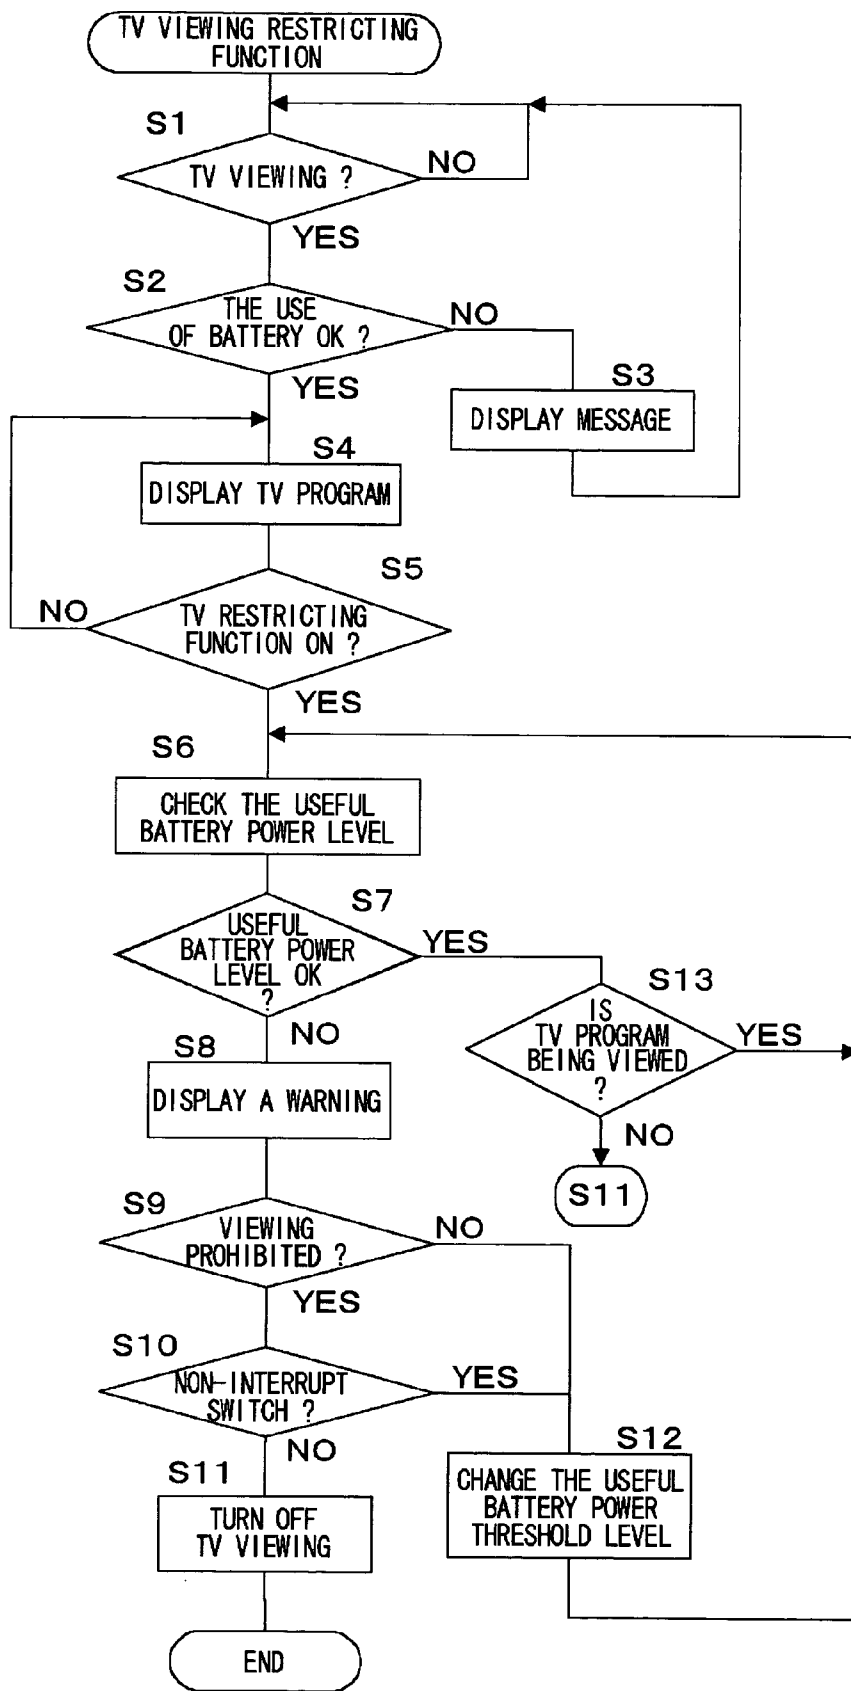 TV VIEWING RESTRICTING
FUNCTION
S1
TV VIEWING ?
NO
YES
S2
THE USE
OF BATTERY OK ?
NO
YES
S3
DISPLAY MESSAGE
S4
DISPLAY TV PROGRAM
S5
TV RESTRICTING
FUNCTION ON ?
NO
YES
S6
CHECK THE USEFUL
BATTERY POWER LEVEL
S7
USEFUL
BATTERY POWER
LEVEL OK
?
YES
NO
S13
IS
TV PROGRAM
BEING VIEWED
?
YES
NO
S11
S8
DISPLAY A WARNING
S9
VIEWING
PROHIBITED ?
NO
YES
S10
NON-INTERRUPT
SWITCH ?
YES
NO
S11
TURN OFF
TV VIEWING
S12
CHANGE THE USEFUL
BATTERY POWER
THRESHOLD LEVEL
END